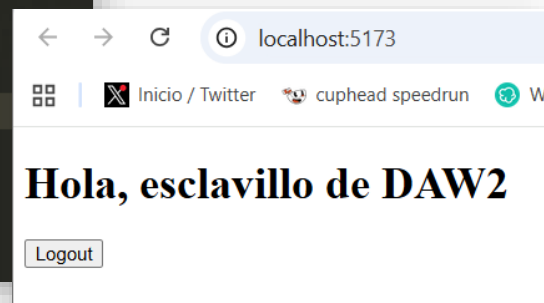 localhost:5173
Inicio / Twitter cuphead speedrun W
Hola, esclavillo de DAW2
Logout